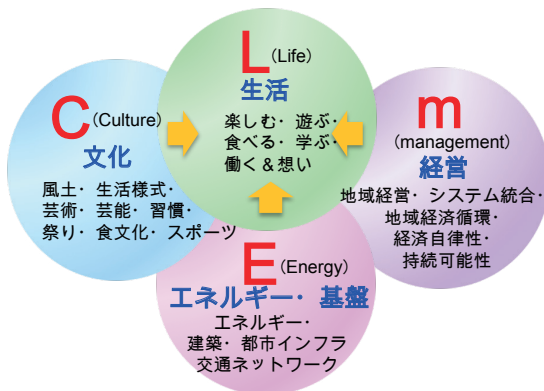 L(Life)
生活
楽しむ・遊ぶ・
食べる・学ぶ・
働く＆想い
C(Culture)
文化
風土・生活様式・
芸術・芸能・習慣・
祭り・食文化・スポーツ
m
(management)
経営
地域経営・システム統合・
地域経済循環・
経済自律性・
持続可能性
E(Energy)
エネルギー・基盤
エネルギー・
建築・都市インフラ
交通ネットワーク